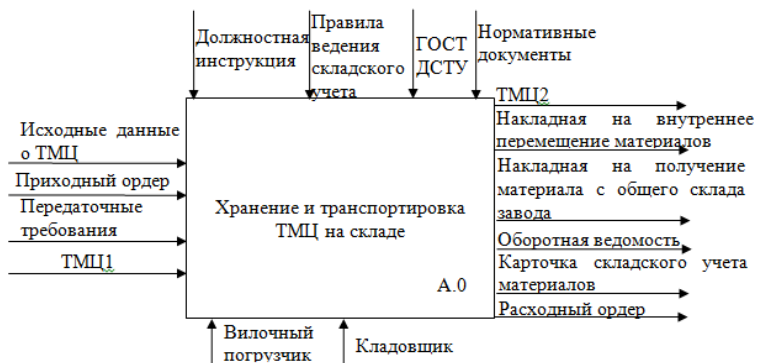 Должностная
инструкция
Правила
ведения
складского
учета
ГОСТ
ДСТУ
Нормативные
документы
Исходные данные
о ТМЦ
Приходный ордер
Передаточные
требования
ТМЦ1
Хранение и транспортировка
ТМЦ на складе
А.0
ТМЦ2
Накладная на внутреннее
перемещение материалов
Накладная на получение
материала с общего склада
завода
Оборотная ведомость
Карточка складского учета
материалов
Расходный ордер
Вилочный
погрузчик
Кладовщик